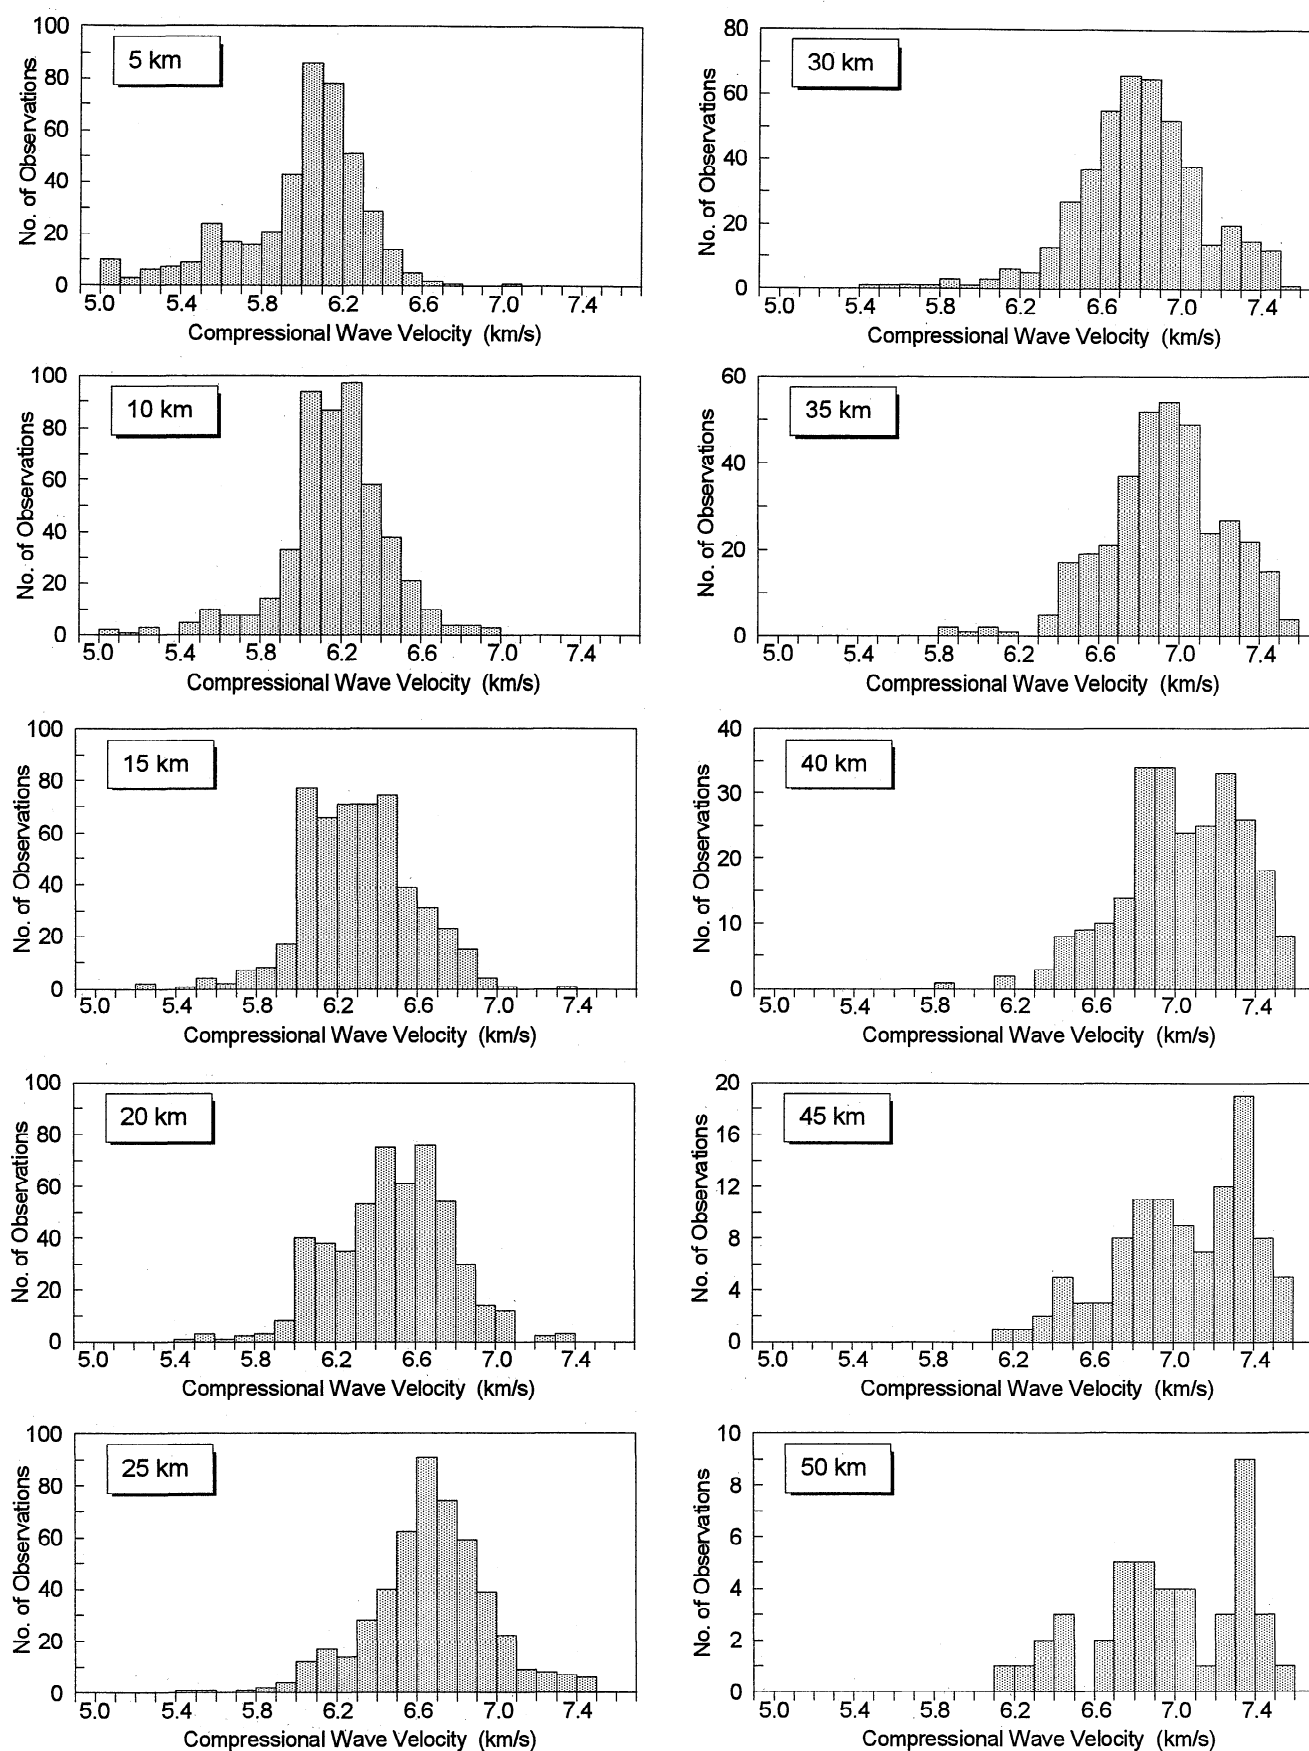 5 km
No. of Observations
100
80
60
40
20
0
5.0 5.4 5.8 6.2 6.6 7.0 7.4
Compressional Wave Velocity (km/s)
10 km
No. of Observations
100
80
60
40
20
0
5.0 5.4 5.8 6.2 6.6 7.0 7.4
Compressional Wave Velocity (km/s)
15 km
No. of Observations
100
80
60
40
20
0
5.0 5.4 5.8 6.2 6.6 7.0 7.4
Compressional Wave Velocity (km/s)
20 km
No. of Observations
100
80
60
40
20
0
5.0 5.4 5.8 6.2 6.6 7.0 7.4
Compressional Wave Velocity (km/s)
25 km
No. of Observations
100
80
60
40
20
0
5.0 5.4 5.8 6.2 6.6 7.0 7.4
Compressional Wave Velocity (km/s)
30 km
No. of Observations
80
60
40
20
0
5.0 5.4 5.8 6.2 6.6 7.0 7.4
Compressional Wave Velocity (km/s)
35 km
No. of Observations
60
40
20
0
5.0 5.4 5.8 6.2 6.6 7.0 7.4
Compressional Wave Velocity (km/s)
40 km
No. of Observations
40
30
20
10
0
5.0 5.4 5.8 6.2 6.6 7.0 7.4
Compressional Wave Velocity (km/s)
45 km
No. of Observations
20
16
12
8
4
0
5.0 5.4 5.8 6.2 6.6 7.0 7.4
Compressional Wave Velocity (km/s)
50 km
No. of Observations
10
8
6
4
2
0
5.0 5.4 5.8 6.2 6.6 7.0 7.4
Compressional Wave Velocity (km/s)